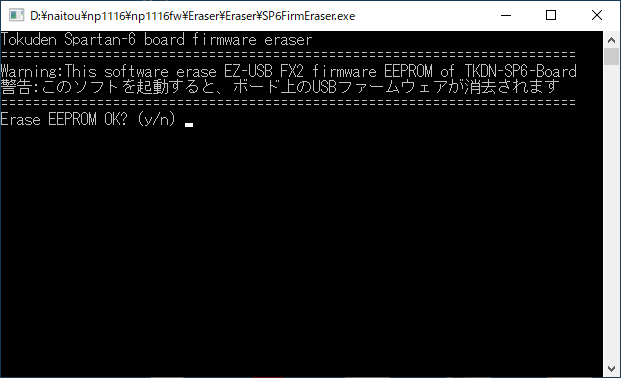 D:¥naitou¥np1116¥np1116fw¥Eraser¥Eraser¥SP6FirmEraser.exe
Tokuden Spartan-6 board firmware eraser
========================================================================
Warning:This software erase EZ-USB FX2 firmware EEPROM of TKDN-SP6-Board
警告:このソフトを起動すると、ボード上のUSBファームウェアが消去されます
========================================================================
Erase EEPROM OK? (y/n)